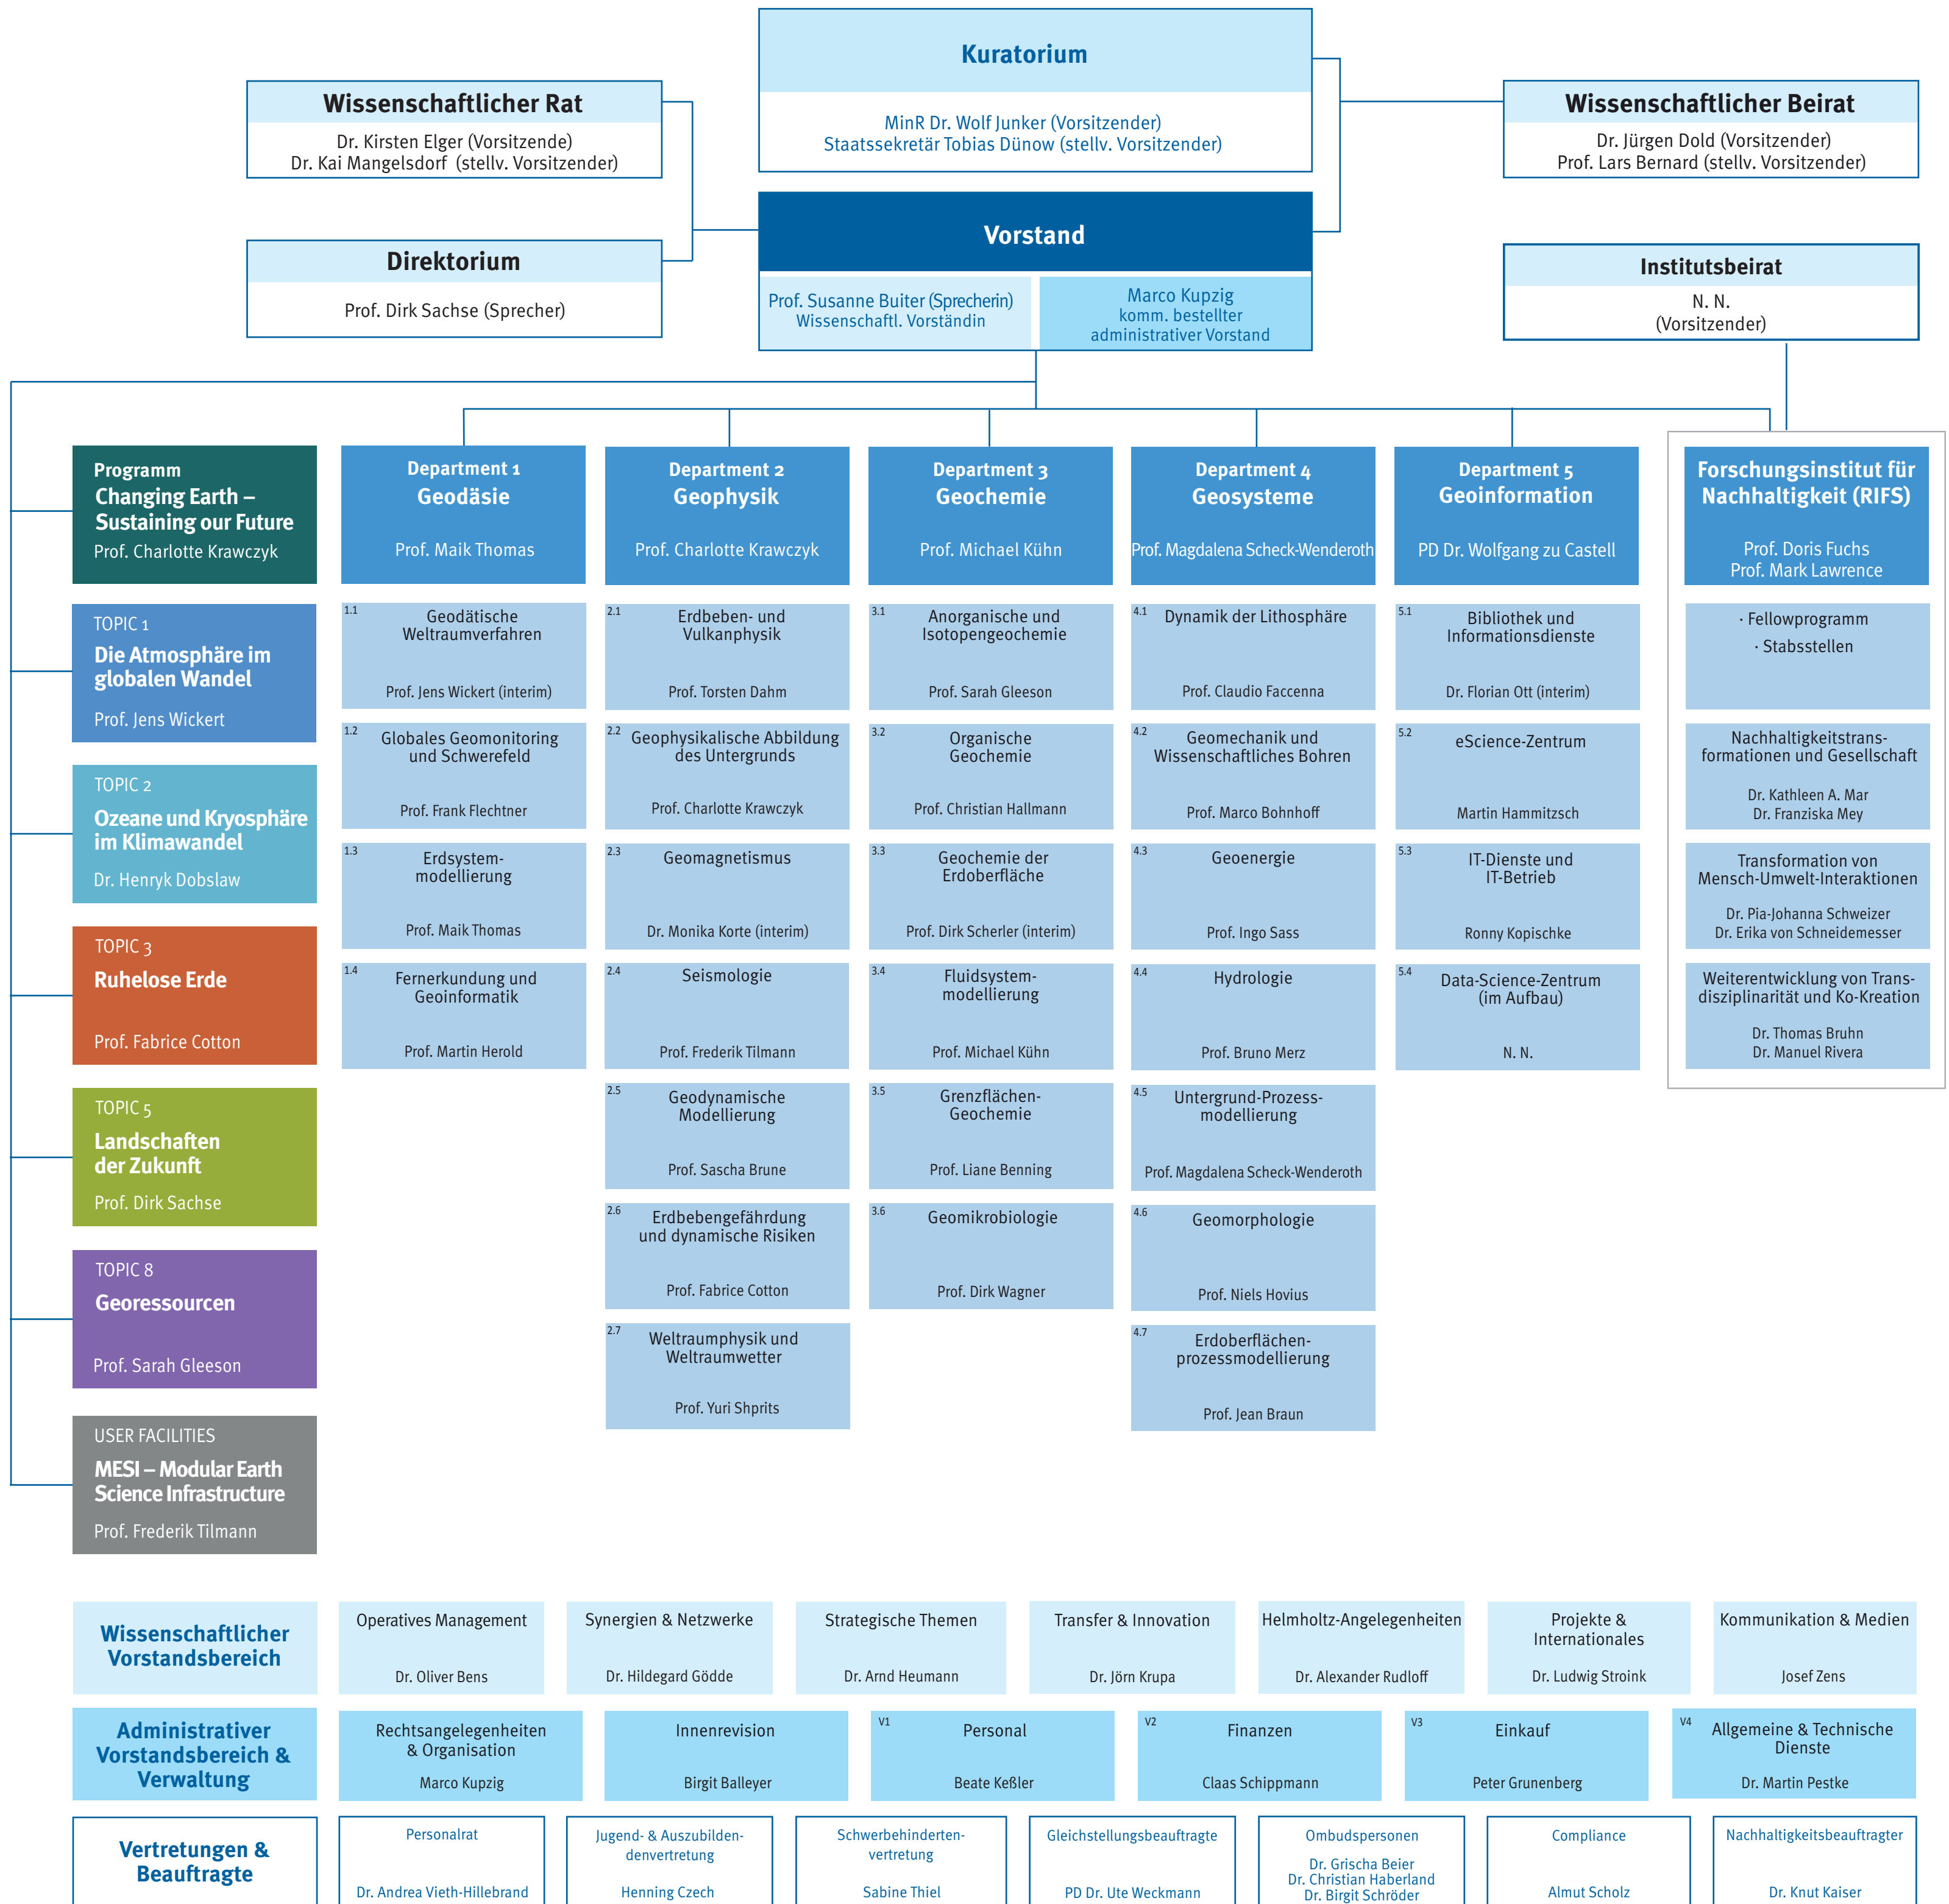 Kuratorium
MinR Dr. Wolf Junker (Vorsitzender)
Staatssekretär Tobias Dünow (stellv. Vorsitzender)
Wissenschaftlicher Rat
Dr. Kirsten Elger (Vorsitzende)
Dr. Kai Mangelsdorf (stellv. Vorsitzender)
Wissenschaftlicher Beirat
Dr. Jürgen Dold (Vorsitzender)
Prof. Lars Bernard (stellv. Vorsitzender)
Vorstand
Prof. Susanne Buiter (Sprecherin)
Wissenschaftl. Vorständin
Marco Kupzig
komm. bestellter
administrativer Vorstand
Direktorium
Prof. Dirk Sachse (Sprecher)
Institutsbeirat
N. N.
(Vorsitzender)
Programm
Changing Earth –
Sustaining our Future
Prof. Charlotte Krawczyk
TOPIC 1
Die Atmosphäre im
globalen Wandel
Prof. Jens Wickert
TOPIC 2
Ozeane und Kryosphäre
im Klimawandel
Dr. Henryk Dobslaw
TOPIC 3
Ruhelose Erde
Prof. Fabrice Cotton
TOPIC 5
Landschaften
der Zukunft
Prof. Dirk Sachse
TOPIC 8
Georessourcen
Prof. Sarah Gleeson
USER FACILITIES
MESI – Modular Earth
Science Infrastructure
Prof. Frederik Tilmann
Department 1
Geodäsie
Prof. Maik Thomas
1.1
Geodätische
Weltraumverfahren
Prof. Jens Wickert (interim)
1.2
Globales Geomonitoring
und Schwerefeld
Prof. Frank Flechtner
1.3
Erdsystem-
modellierung
Prof. Maik Thomas
1.4
Fernerkundung und
Geoinformatik
Prof. Martin Herold
Department 2
Geophysik
Prof. Charlotte Krawczyk
2.1
Erdbeben- und
Vulkanphysik
Prof. Torsten Dahm
2.2
Geophysikalische Abbildung
des Untergrunds
Prof. Charlotte Krawczyk
2.3
Geomagnetismus
Dr. Monika Korte (interim)
2.4
Seismologie
Prof. Frederik Tilmann
2.5
Geodynamische
Modellierung
Prof. Sascha Brune
2.6
Erdbebengefährdung
und dynamische Risiken
Prof. Fabrice Cotton
2.7
Weltraumphysik und
Weltraumwetter
Prof. Yuri Shprits
Department 3
Geochemie
Prof. Michael Kühn
3.1
Anorganische und
Isotopengeochemie
Prof. Sarah Gleeson
3.2
Organische
Geochemie
Prof. Christian Hallmann
3.3
Geochemie der
Erdoberfläche
Prof. Dirk Scherler (interim)
3.4
Fluidsystem-
modellierung
Prof. Michael Kühn
3.5
Grenzflächen-
Geochemie
Prof. Liane Benning
3.6
Geomikrobiologie
Prof. Dirk Wagner
Department 4
Geosysteme
Prof. Magdalena Scheck-Wenderoth
4.1
Dynamik der Lithosphäre
Prof. Claudio Faccenna
4.2
Geomechanik und
Wissenschaftliches Bohren
Prof. Marco Bohnhoff
4.3
Geoenergie
Prof. Ingo Sass
4.4
Hydrologie
Prof. Bruno Merz
4.5
Untergrund-Prozess-
modellierung
Prof. Magdalena Scheck-Wenderoth
4.6
Geomorphologie
Prof. Niels Hovius
4.7
Erdoberflächen-
prozessmodellierung
Prof. Jean Braun
Department 5
Geoinformation
PD Dr. Wolfgang zu Castell
5.1
Bibliothek und
Informationsdienste
Dr. Florian Ott (interim)
5.2
eScience-Zentrum
Martin Hammitzsch
5.3
IT-Dienste und
IT-Betrieb
Ronny Kopischke
5.4
Data-Science-Zentrum
(im Aufbau)
N. N.
Forschungsinstitut für
Nachhaltigkeit (RIFS)
Prof. Doris Fuchs
Prof. Mark Lawrence
· Fellowprogramm
· Stabsstellen
Nachhaltigkeitstrans-
formationen und Gesellschaft
Dr. Kathleen A. Mar
Dr. Franziska Mey
Transformation von
Mensch-Umwelt-Interaktionen
Dr. Pia-Johanna Schweizer
Dr. Erika von Schneidemesser
Weiterentwicklung von Trans-
disziplinarität und Ko-Kreation
Dr. Thomas Bruhn
Dr. Manuel Rivera
Wissenschaftlicher
Vorstandsbereich
Operatives Management
Dr. Oliver Bens
Synergien & Netzwerke
Dr. Hildegard Gödde
Strategische Themen
Dr. Arnd Heumann
Transfer & Innovation
Dr. Jörn Krupa
Helmholtz-Angelegenheiten
Dr. Alexander Rudloff
Projekte &
Internationales
Dr. Ludwig Stroink
Kommunikation & Medien
Josef Zens
Administrativer
Vorstandsbereich &
Verwaltung
Rechtsangelegenheiten
& Organisation
Marco Kupzig
Innenrevision
Birgit Balleyer
V1
Personal
Beate Keßler
V2
Finanzen
Claas Schippmann
V3
Einkauf
Peter Grunenberg
V4
Allgemeine & Technische
Dienste
Dr. Martin Pestke
Vertretungen &
Beauftragte
Personalrat
Dr. Andrea Vieth-Hillebrand
Jugend- & Auszubilden-
denvertretung
Henning Czech
Schwerbehinderten-
vertretung
Sabine Thiel
Gleichstellungsbeauftragte
PD Dr. Ute Weckmann
Ombudspersonen
Dr. Grischa Beier
Dr. Christian Haberland
Dr. Birgit Schröder
Compliance
Almut Scholz
Nachhaltigkeitsbeauftragter
Dr. Knut Kaiser